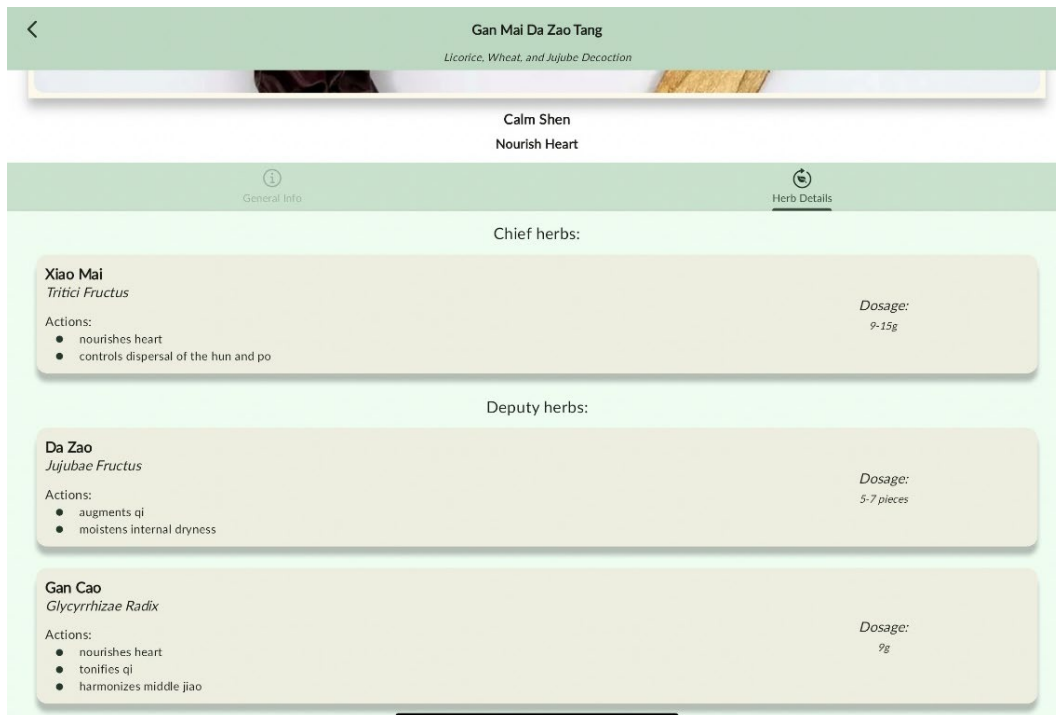 Gan Mai Da Zao Tang
Licorice, Wheat, and Jujube Decoction
Calm Shen
Nourish Heart
General Info
Herb Details
Chief herbs:
Xiao Mai
Tritici Fructus
Actions:
● nourishes heart
● controls dispersal of the hun and po
Dosage:
9-15g
Deputy herbs:
Da Zao
Jujubae Fructus
Actions:
● augments qi
● moistens internal dryness
Dosage:
5-7 pieces
Gan Cao
Glycyrrhizae Radix
Actions:
● nourishes heart
● tonifies qi
● harmonizes middle jiao
Dosage:
9g